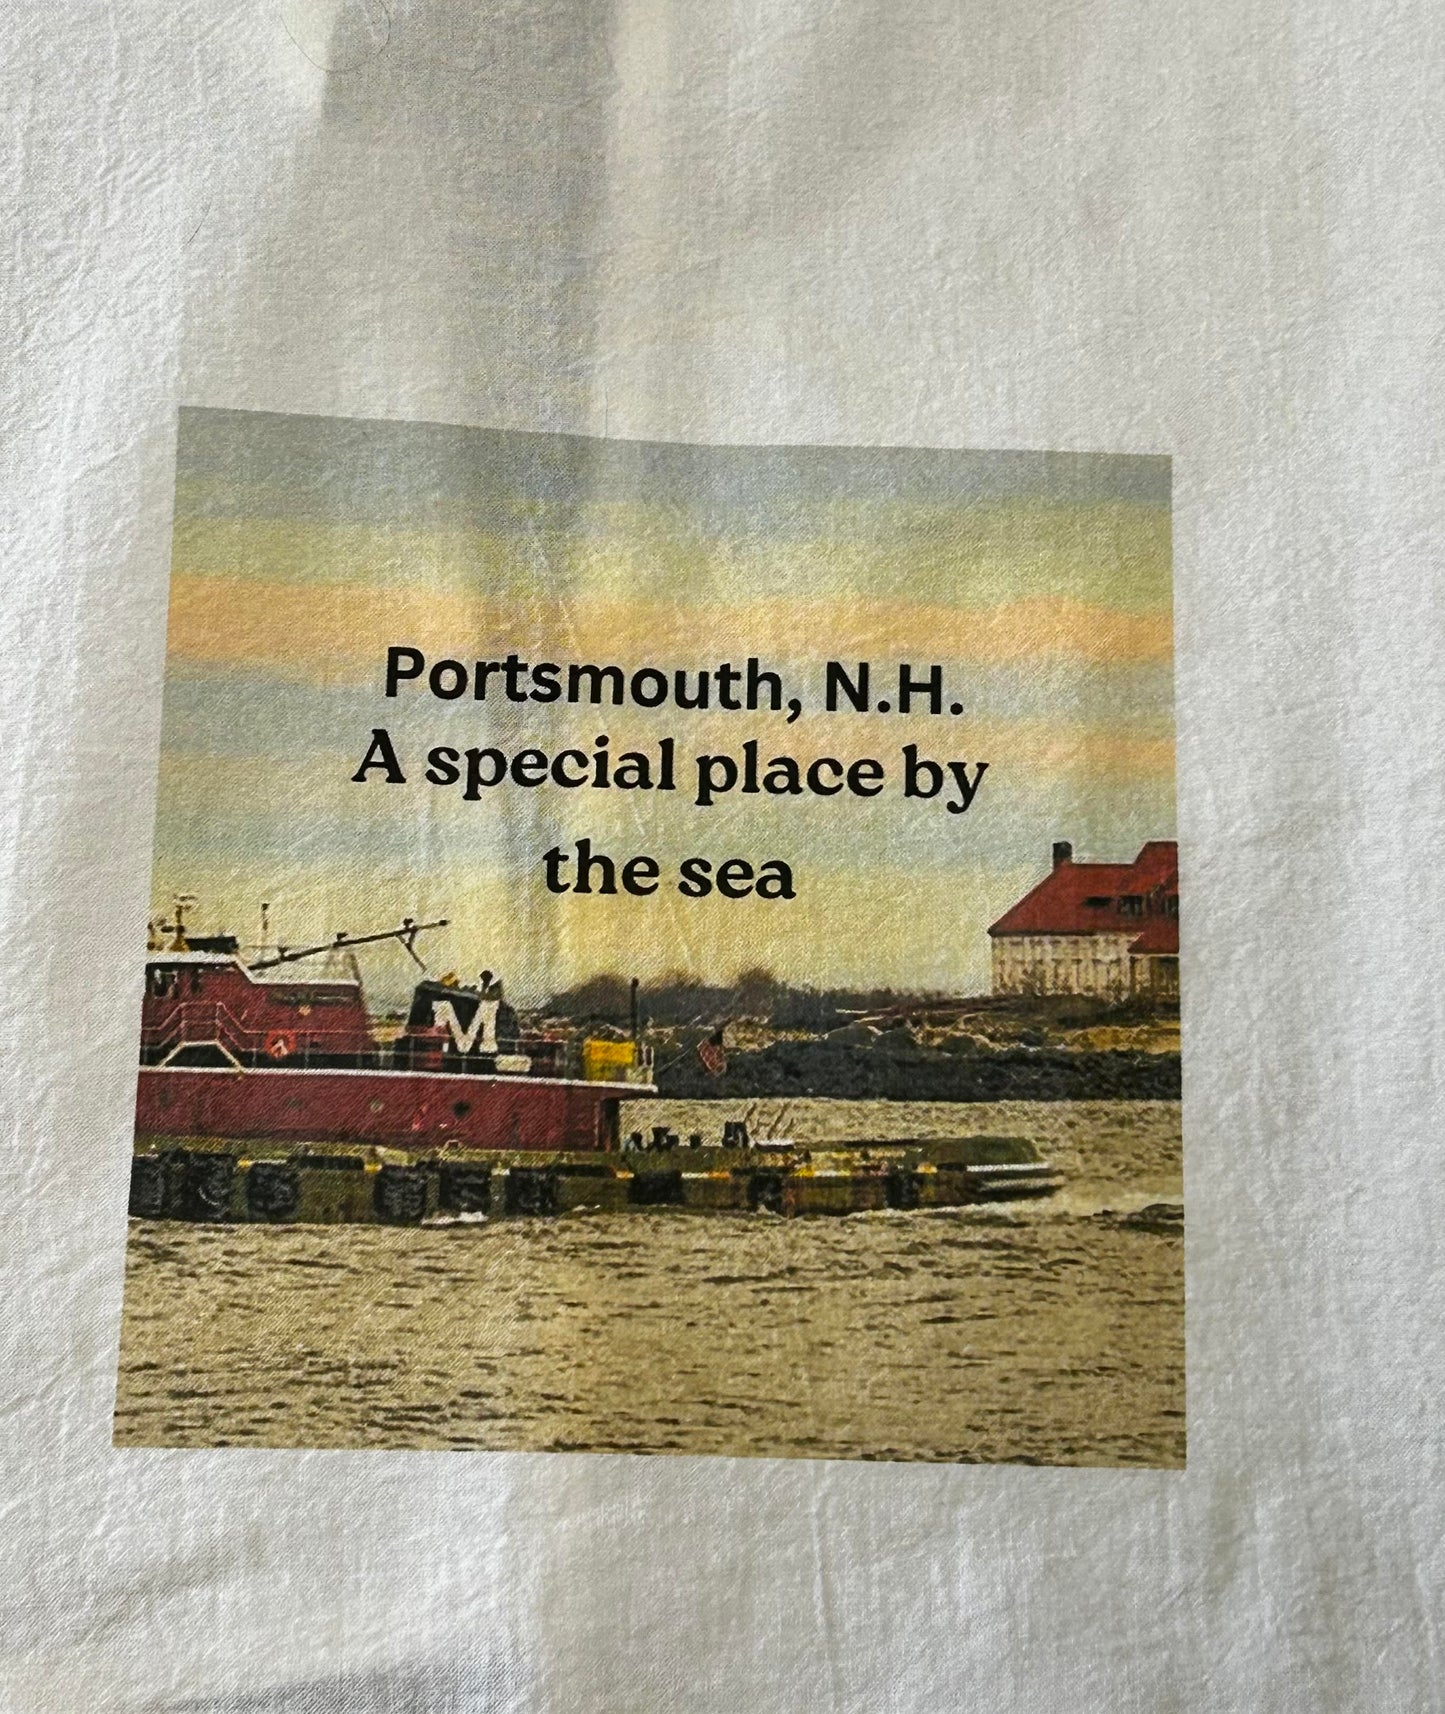 Portsmouth, N.H.
A special place by
the sea
M